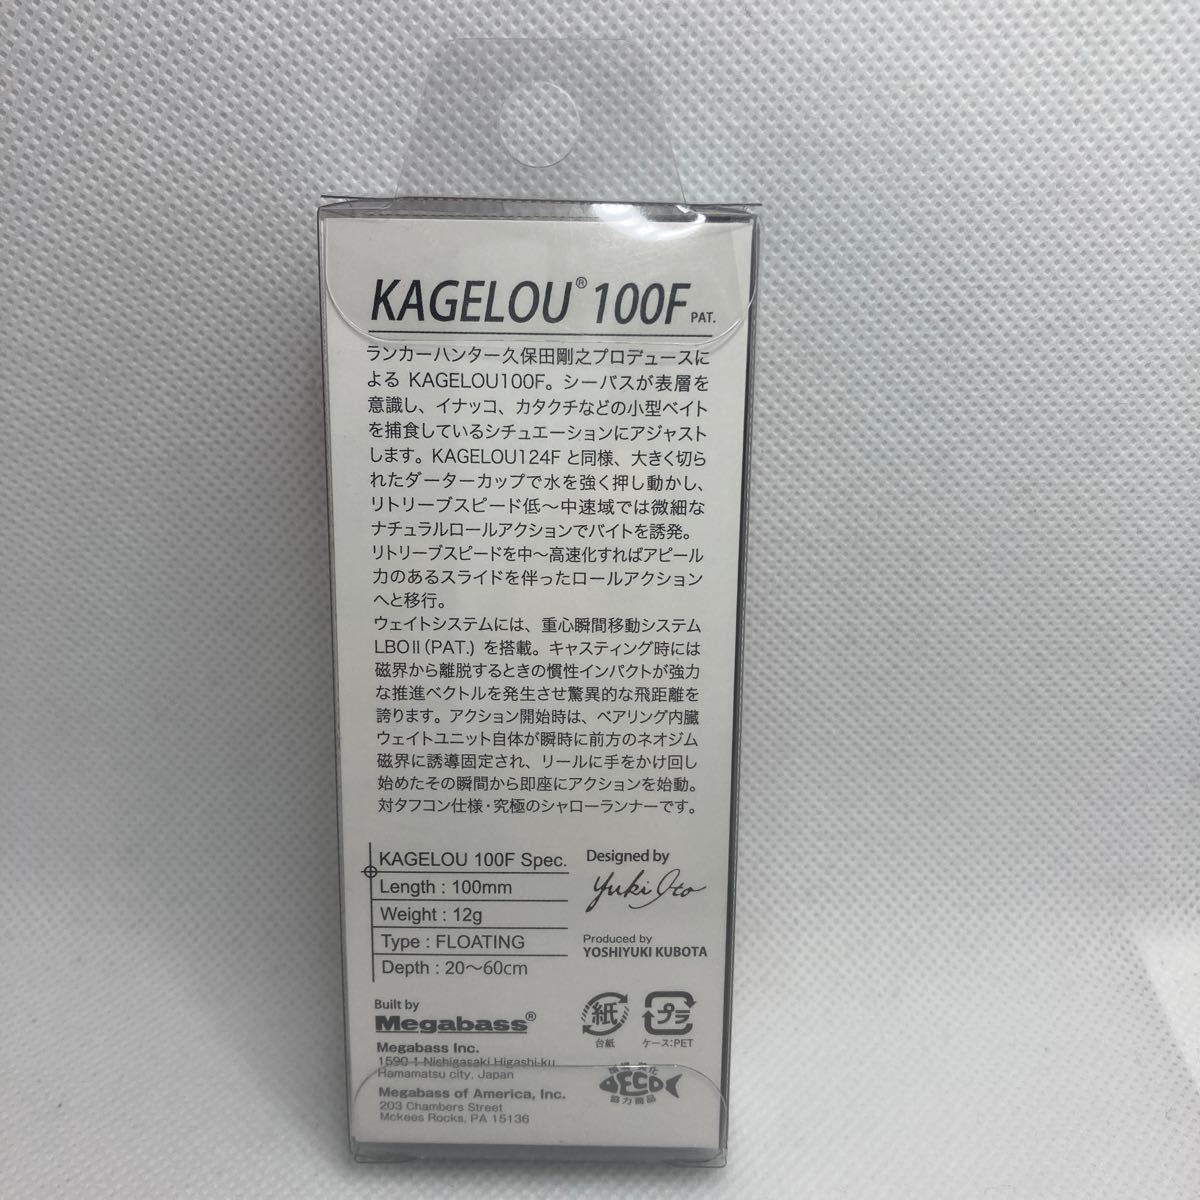 KAGELOU® 100F PAT.
ランカーハンター久保田剛之プロデュースに
よる KAGELOU100F。シーバスが表層を
意識し、イナッコ、カタクチなどの小型ベイト
を捕食しているシチュエーションにアジャスト
します。KAGELOU124F と同様、大きく切ら
れたダーターカップで水を強く押し動かし、
リトリーブスピード低〜中速域では微細な
ナチュラルロールアクションでバイトを誘発。
リトリーブスピードを中〜高速化すればアピール
力のあるスライドを伴ったロールアクション
へと移行。
ウェイトシステムには、重心瞬間移動システム
LBOⅡ(PAT.) を搭載。キャスティング時には
磁界から離脱するときの慣性インパクトが強力
な推進ベクトルを発生させ驚異的な飛距離を
誇ります。アクション開始時は、ベアリング内臓
ウェイトユニット自体が瞬時に前方のネオジム
磁界に誘導固定され、リールに手をかけ回し
始めたその瞬間から即座にアクションを始動。
対タフコン仕様・究極のシャローランナーです。
KAGELOU 100F Spec.
Length : 100mm
Weight : 12g
Type : FLOATING
Depth : 20〜60cm
Designed by
Yuki Ito
Produced by
YOSHIYUKI KUBOTA
Built by
Megabass®
Megabass Inc.
1590-1 Nishigasaki Higashi-ku
Hamamatsu city, Japan
Megabass of America, Inc.
203 Chambers Street
Mckees Rocks, PA 15136
紙
台紙
プラ
ケース:PET
環境・変化
ECO
協力商品